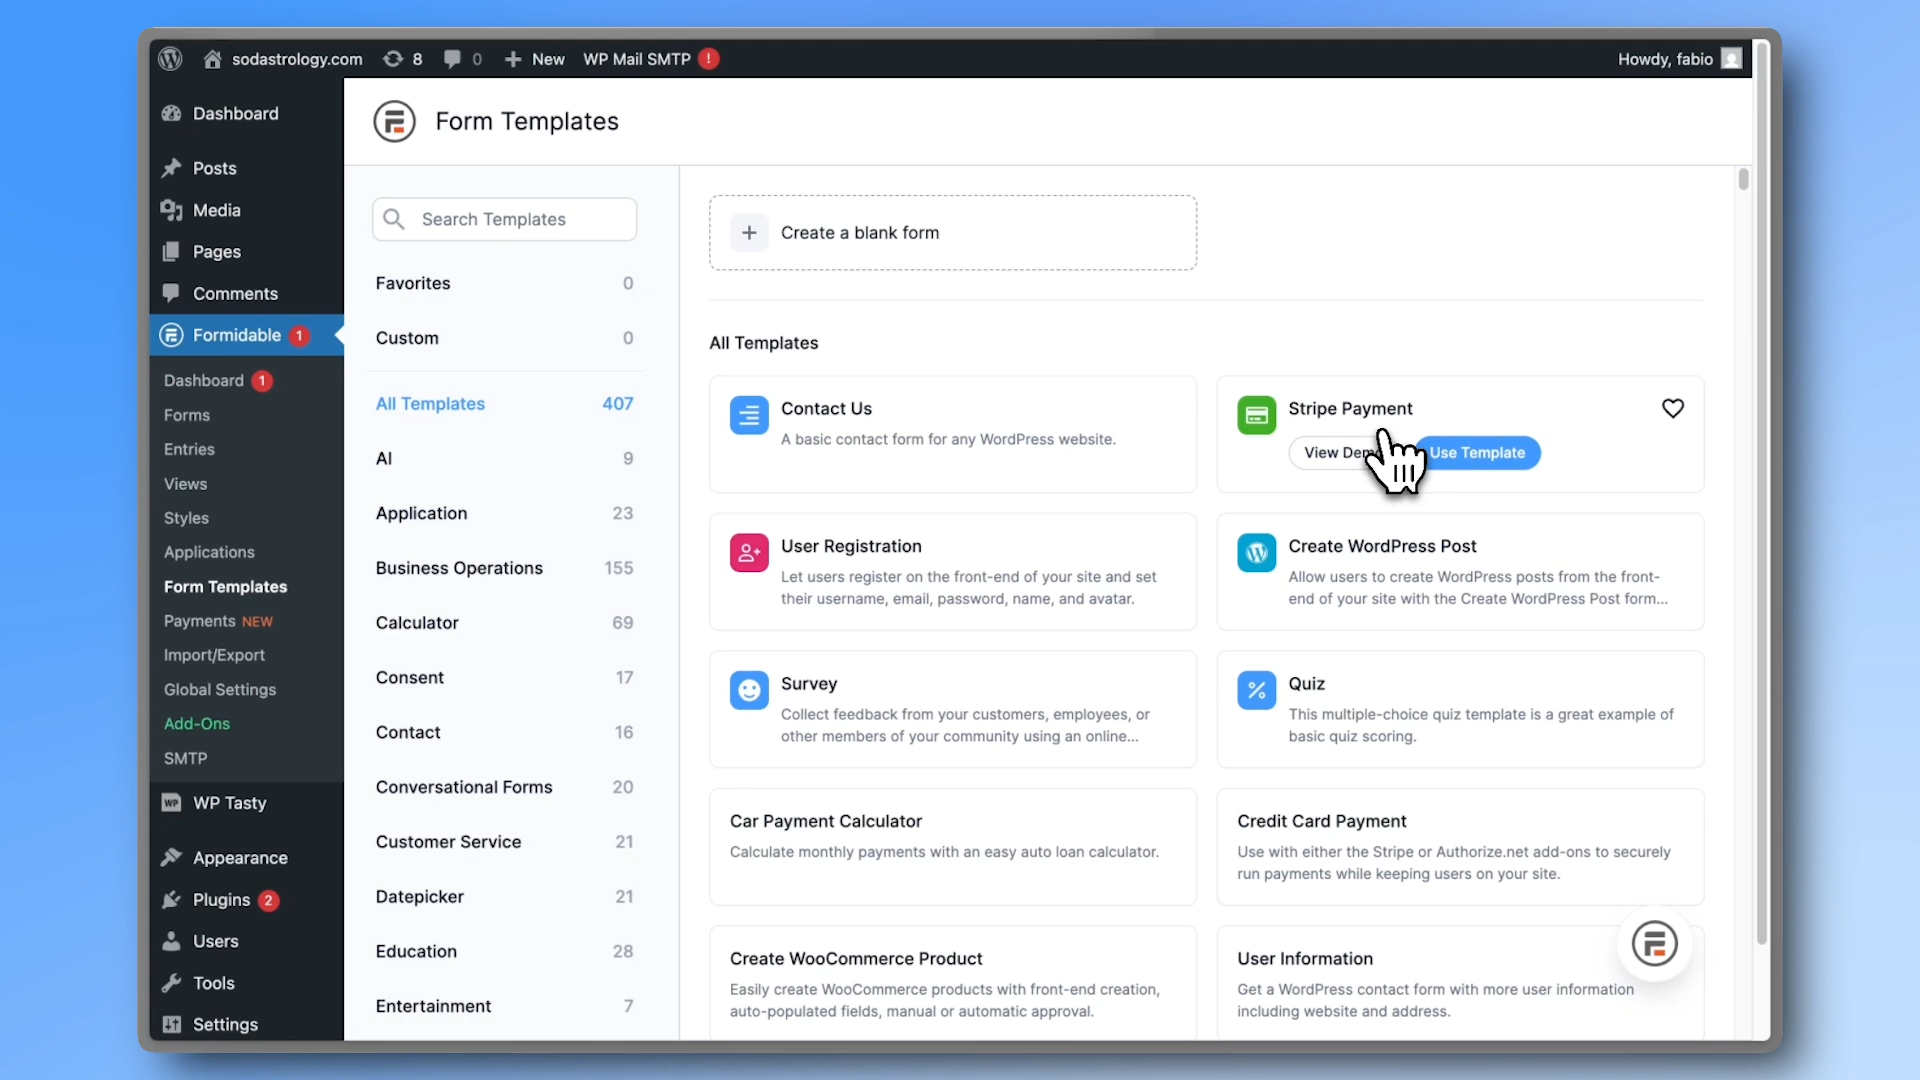 sodastrology.com
8
0
New
WP Mail SMTP
!
Howdy, fabio
Dashboard
Posts
Media
Pages
Comments
Formidable 1
Dashboard 1
Forms
Entries
Views
Styles
Applications
Form Templates
Payments NEW
Import/Export
Global Settings
Add-Ons
SMTP
WP Tasty
Appearance
Plugins 2
Users
Tools
Settings
Form Templates
Search Templates
Favorites 0
Custom 0
All Templates 407
AI 9
Application 23
Business Operations 155
Calculator 69
Consent 17
Contact 16
Conversational Forms 20
Customer Service 21
Datepicker 21
Education 28
Entertainment 7
Create a blank form
All Templates
Contact Us
A basic contact form for any WordPress website.
Stripe Payment
View Dem
Use Template
User Registration
Let users register on the front-end of your site and set
their username, email, password, name, and avatar.
Create WordPress Post
Allow users to create WordPress posts from the front-
end of your site with the Create WordPress Post form...
Survey
Collect feedback from your customers, employees, or
other members of your community using an online...
Quiz
This multiple-choice quiz template is a great example of
basic quiz scoring.
Car Payment Calculator
Calculate monthly payments with an easy auto loan calculator.
Credit Card Payment
Use with either the Stripe or Authorize.net add-ons to securely
run payments while keeping users on your site.
Create WooCommerce Product
Easily create WooCommerce products with front-end creation,
auto-populated fields, manual or automatic approval.
User Information
Get a WordPress contact form with more user information
including website and address.